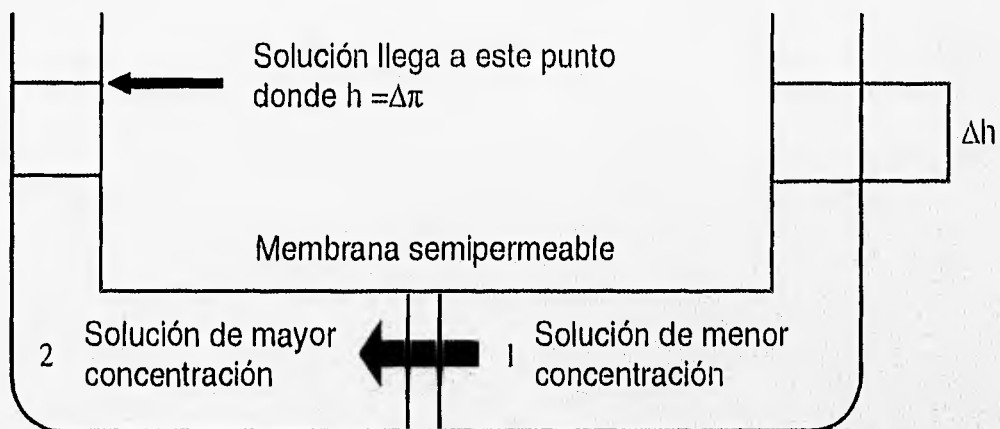 Solución llega a este punto
donde h =Δπ
Δh
Membrana semipermeable
2
Solución de mayor
concentración
1
Solución de menor
concentración